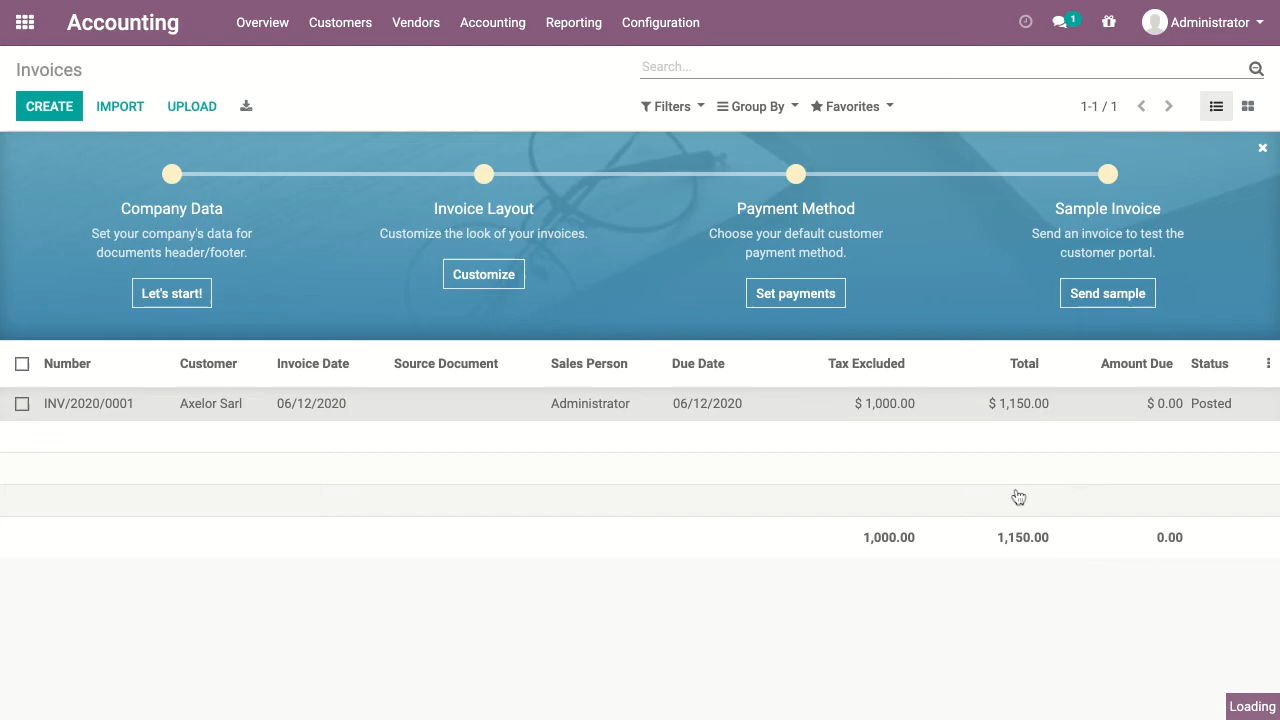 Accounting Overview Customers Vendors Accounting Reporting Configuration 1 Administrator
Invoices
Search...
CREATE IMPORT UPLOAD Filters Group By Favorites 1-1 / 1
Company Data Invoice Layout Payment Method Sample Invoice
Set your company's data for Customize the look of your invoices. Choose your default customer Send an invoice to test the
documents header/footer. payment method. customer portal.
Customize
Let's start! Set payments Send sample
Number Customer Invoice Date Source Document Sales Person Due Date Tax Excluded Total Amount Due Status
INV/2020/0001 Axelor Sarl 06/12/2020 Administrator 06/12/2020 $ 1,000.00 $ 1,150.00 $ 0.00 Posted
1,000.00 1,150.00 0.00
Loading